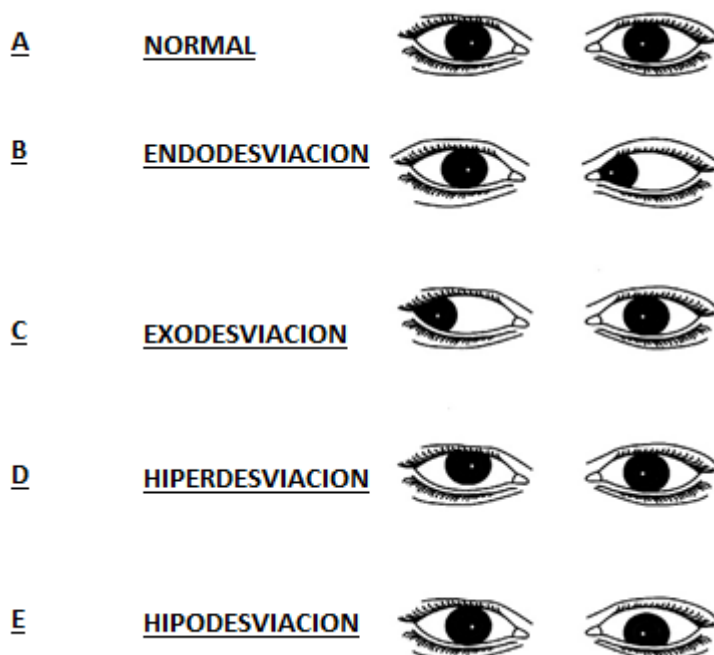 A NORMAL
B ENDODESVIACION
C EXODESVIACION
D HIPERDESVIACION
E HIPODESVIACION